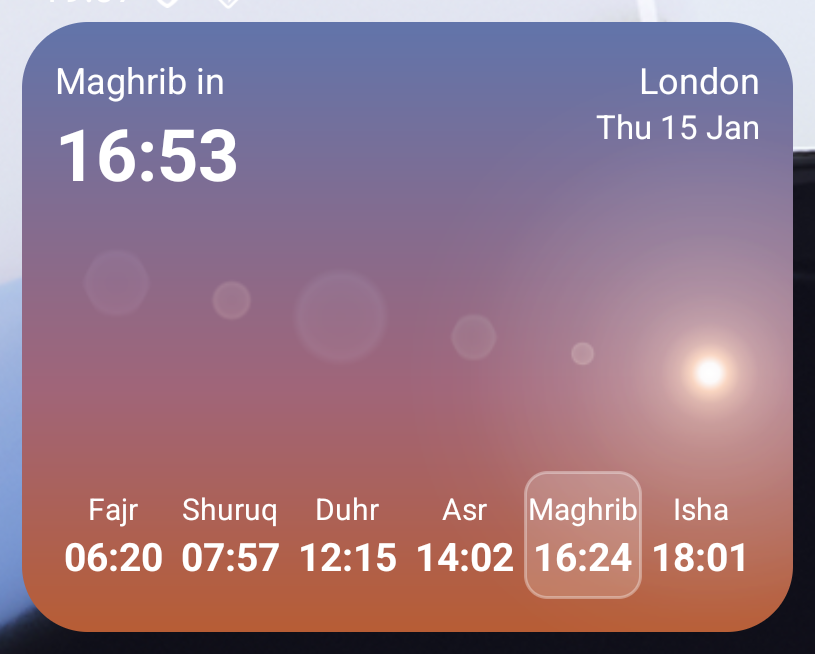 Maghrib in
16:53
London
Thu 15 Jan
Fajr Shuruq Duhr Asr Maghrib Isha
06:20 07:57 12:15 14:02 16:24 18:01